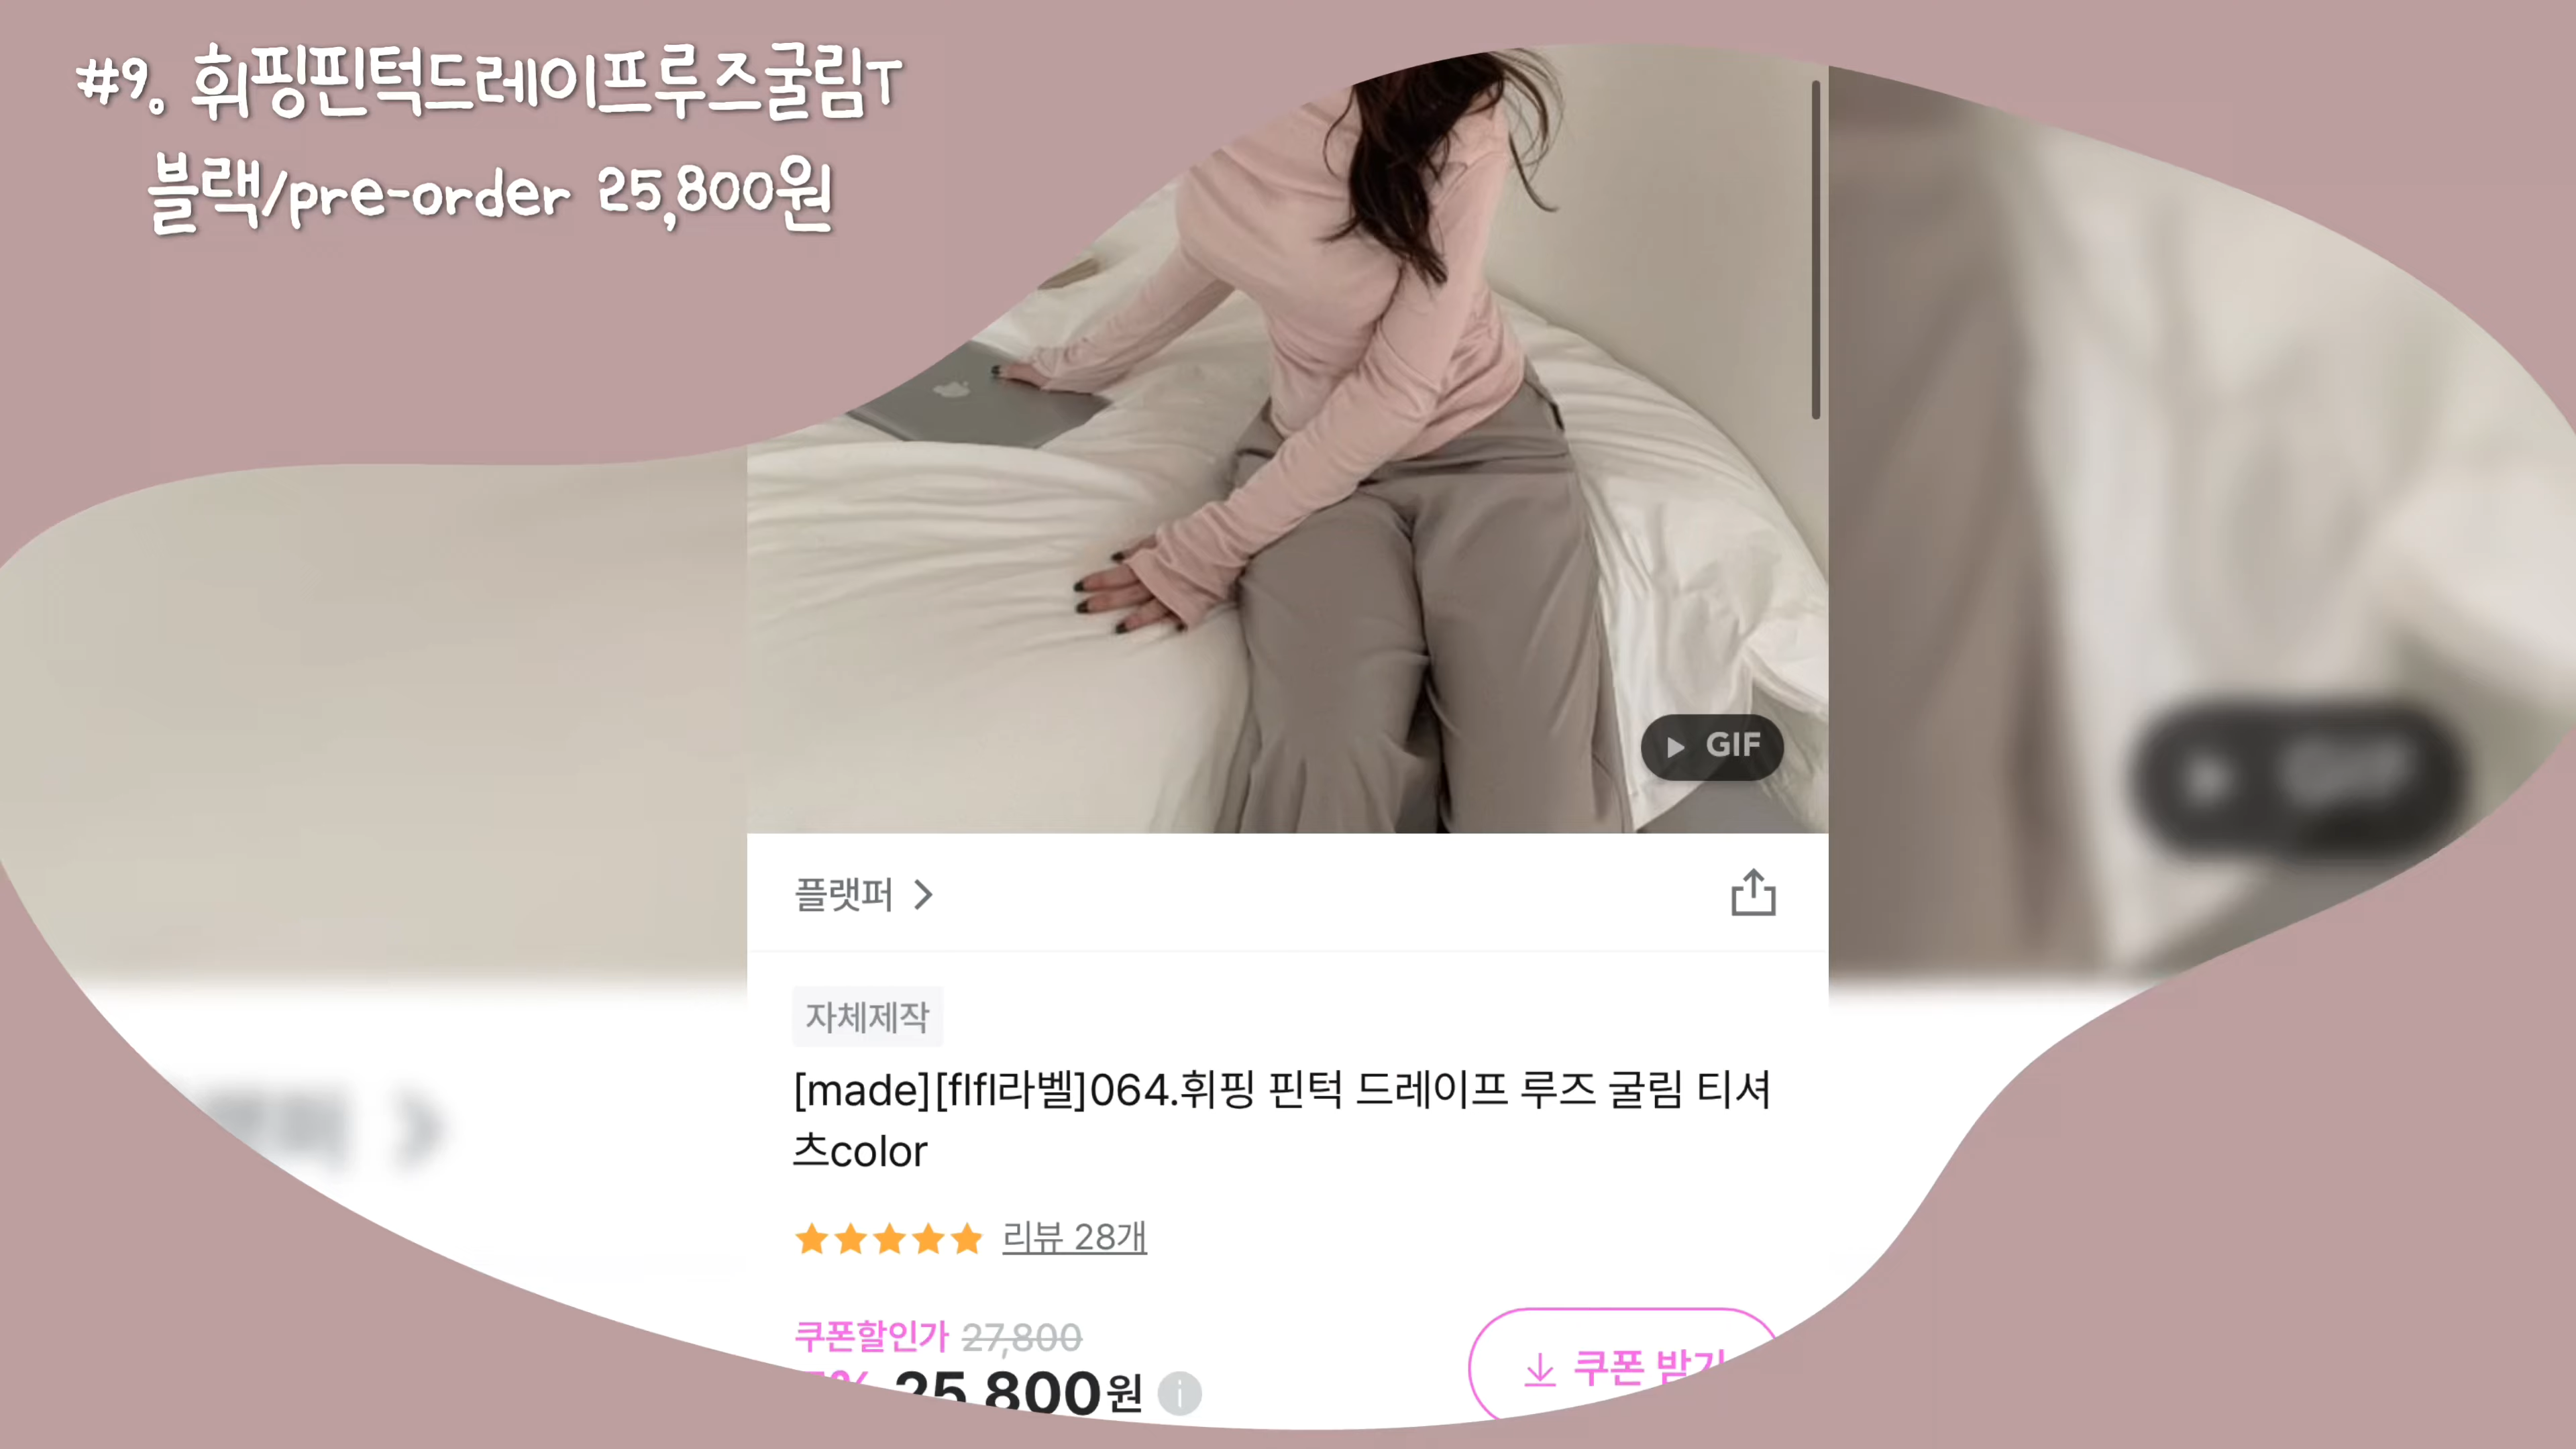 #9. 휘핑핀턱드레이프루즈굴림T
블랙/pre-order 25,800원
GIF
플랫퍼
자체제작
[made][flfl라벨]064.휘핑 핀턱 드레이프 루즈 굴림 티셔
츠color
리뷰 28개
쿠폰할인가 27,800
25,800원
쿠폰 받기